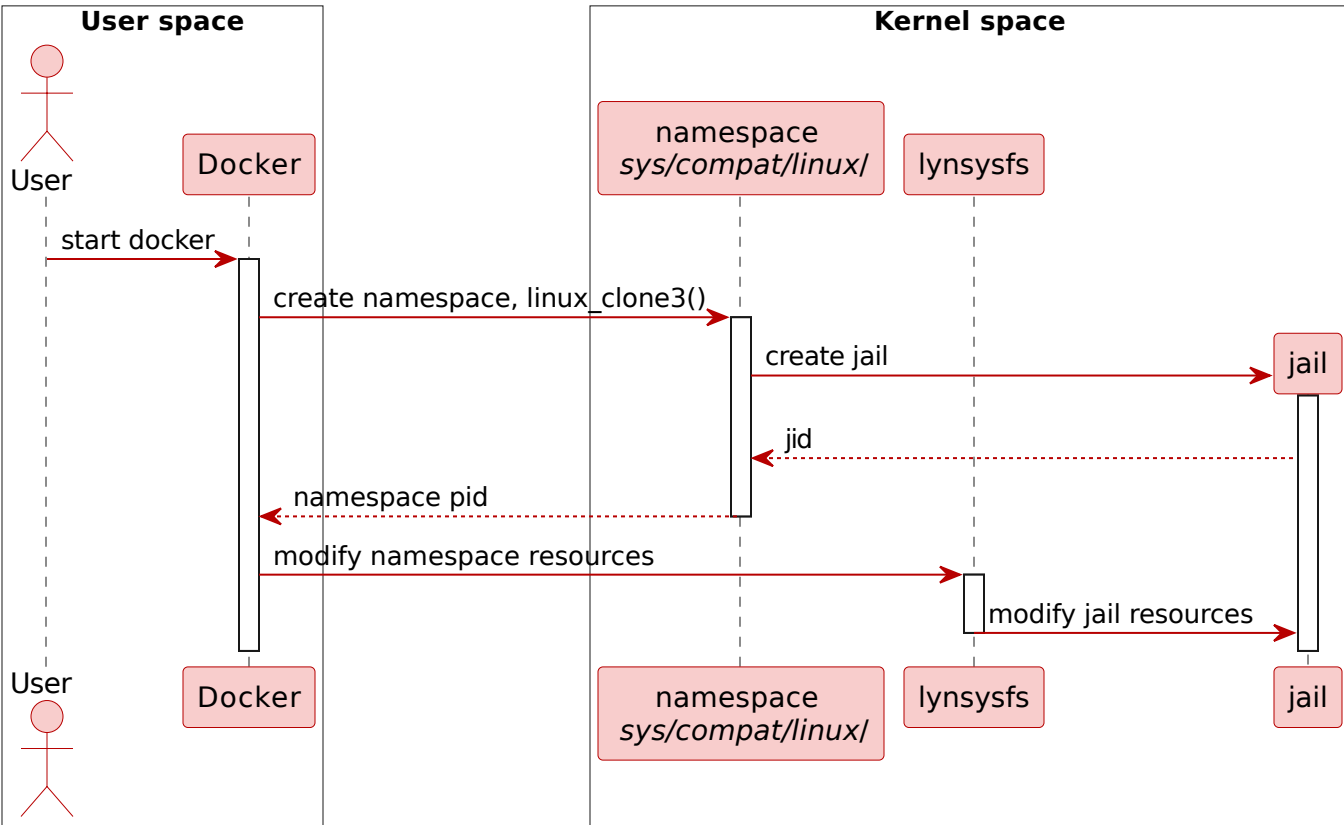 User space
Kernel space
User
Docker
namespace
sys/compat/linux/
lynsysfs
start docker
create namespace, linux_clone3()
create jail
jail
jid
namespace pid
modify namespace resources
modify jail resources
User
Docker
namespace
sys/compat/linux/
lynsysfs
jail